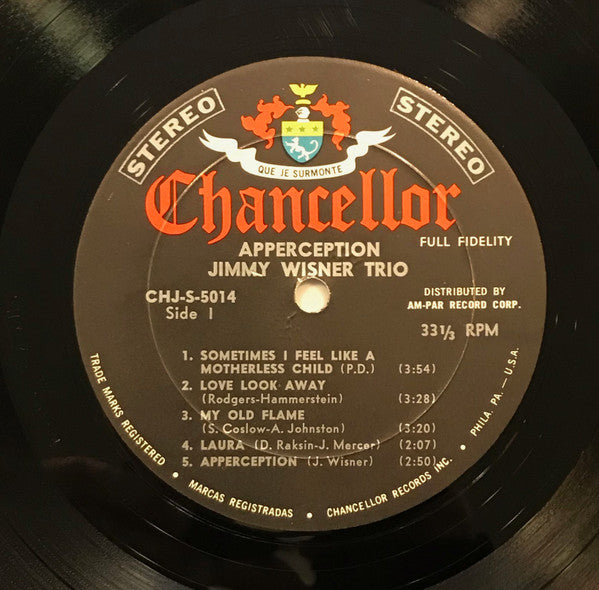 STEREO
STEREO
QUE JE SURMONTE
Chancellor
APPERCEPTION
FULL FIDELITY
JIMMY WISNER TRIO
CHJ-S-5014
Side 1
DISTRIBUTED BY
AM-PAR RECORD CORP.
33 1/3 RPM
1. SOMETIMES I FEEL LIKE A
MOTHERLESS CHILD (P.D.) (3:54)
2. LOVE LOOK AWAY
(Rodgers-Hammerstein) (3:28)
3. MY OLD FLAME
(S. Coslow-A. Johnston) (3:20)
4. LAURA (D. Raksin-J. Mercer) (2:07)
5. APPERCEPTION (J. Wisner) (2:50)
TRADE MARKS REGISTERED • MARCAS REGISTRADAS • CHANCELLOR RECORDS INC. • PHILA. PA. — U.S.A.